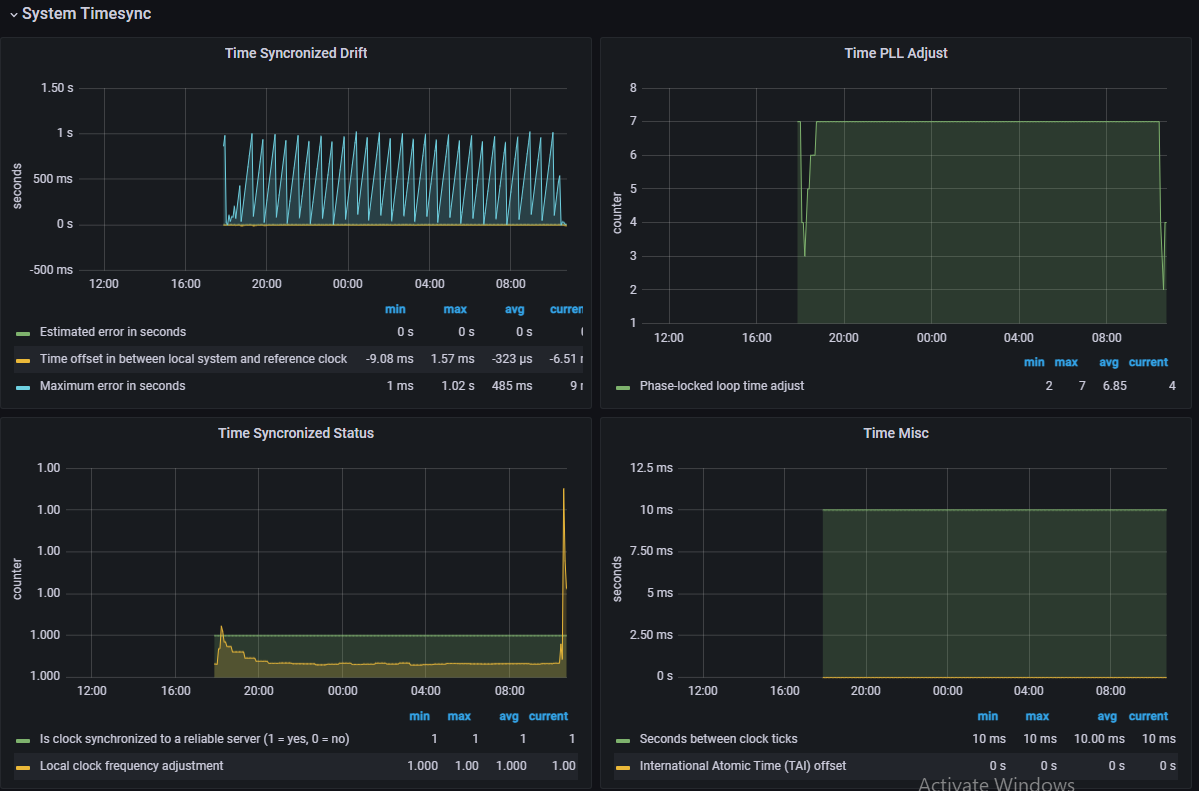 System Timesync
Time Syncronized Drift
1.50 s
1 s
500 ms
0 s
-500 ms
seconds
12:00 16:00 20:00 00:00 04:00 08:00
min max avg curren
Estimated error in seconds 0 s 0 s 0 s
Time offset in between local system and reference clock -9.08 ms 1.57 ms -323 µs -6.51
Maximum error in seconds 1 ms 1.02 s 485 ms 9
Time PLL Adjust
8
7
6
5
4
3
2
1
counter
12:00 16:00 20:00 00:00 04:00 08:00
min max avg current
Phase-locked loop time adjust 2 7 6.85 4
Time Syncronized Status
1.00
1.00
1.00
1.00
1.000
1.000
counter
12:00 16:00 20:00 00:00 04:00 08:00
min max avg current
Is clock synchronized to a reliable server (1 = yes, 0 = no) 1 1 1 1
Local clock frequency adjustment 1.000 1.00 1.000 1.00
Time Misc
12.5 ms
10 ms
7.50 ms
5 ms
2.50 ms
0 s
seconds
12:00 16:00 20:00 00:00 04:00 08:00
min max avg current
Seconds between clock ticks 10 ms 10 ms 10.00 ms 10 ms
International Atomic Time (TAI) offset 0 s 0 s 0 s 0 s
Activate Windows